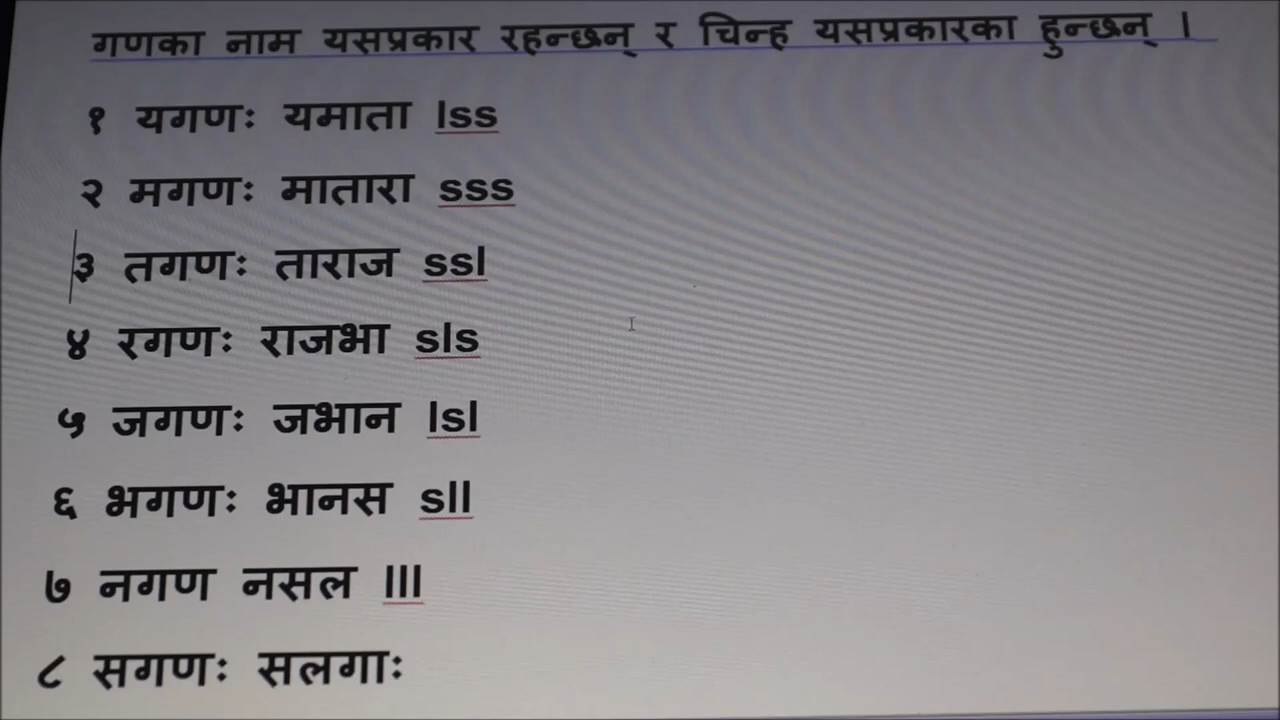 गणका नाम यसप्रकार रहन्छन् र चिन्ह यसप्रकारका हुन्छन् ।
१ यगणः यमाता lss
२ मगणः मातारा sss
३ तगणः ताराज ssl
४ रगणः राजभा sls
५ जगणः जभान lsl
६ भगणः भानस sll
७ नगण नसल lll
८ सगणः सलगाः